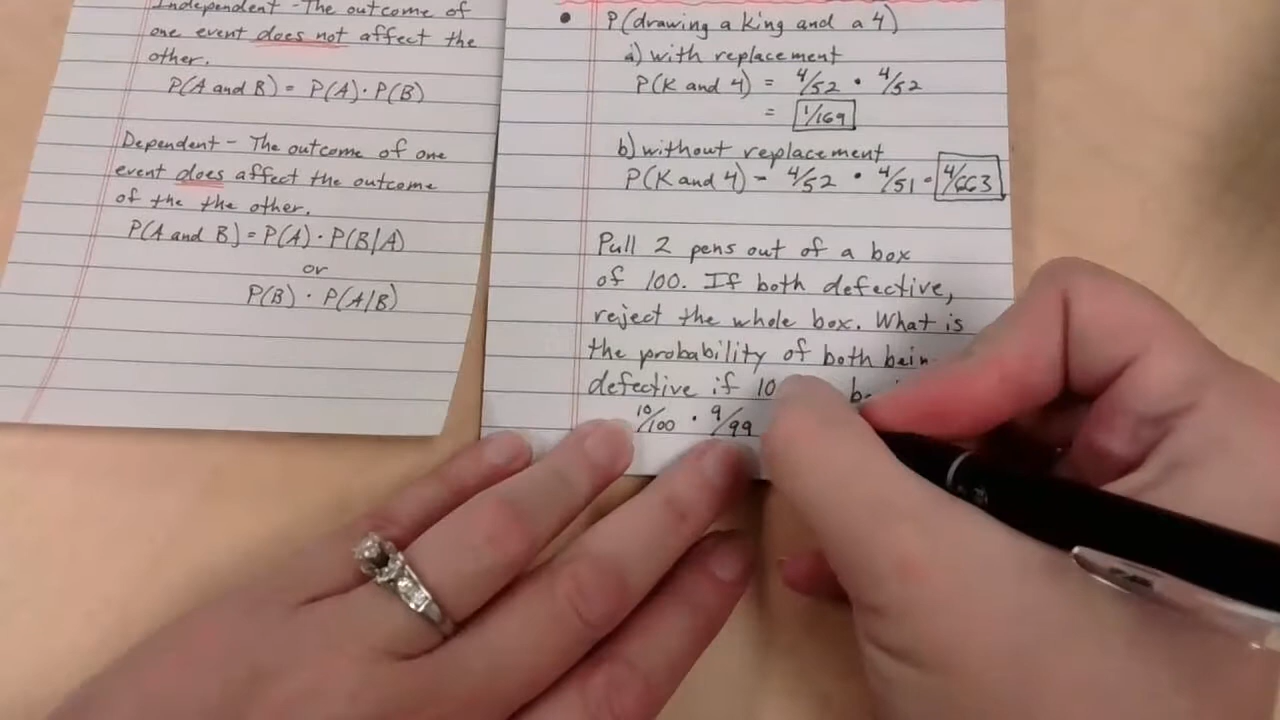 Independent - The outcome of
one event does not affect the
other.
P(A and B) = P(A) · P(B)
Dependent - The outcome of one
event does affect the outcome
of the the other.
P(A and B) = P(A) · P(B|A)
or
P(B) · P(A|B)
• P(drawing a King and a 4)
a) with replacement
P(K and 4) = 4/52 · 4/52
= 1/169
b) without replacement
P(K and 4) - 4/52 · 4/51 = 4/663
Pull 2 pens out of a box
of 100. If both defective,
reject the whole box. What is
the probability of both bein
defective if 10
10/100 · 9/99